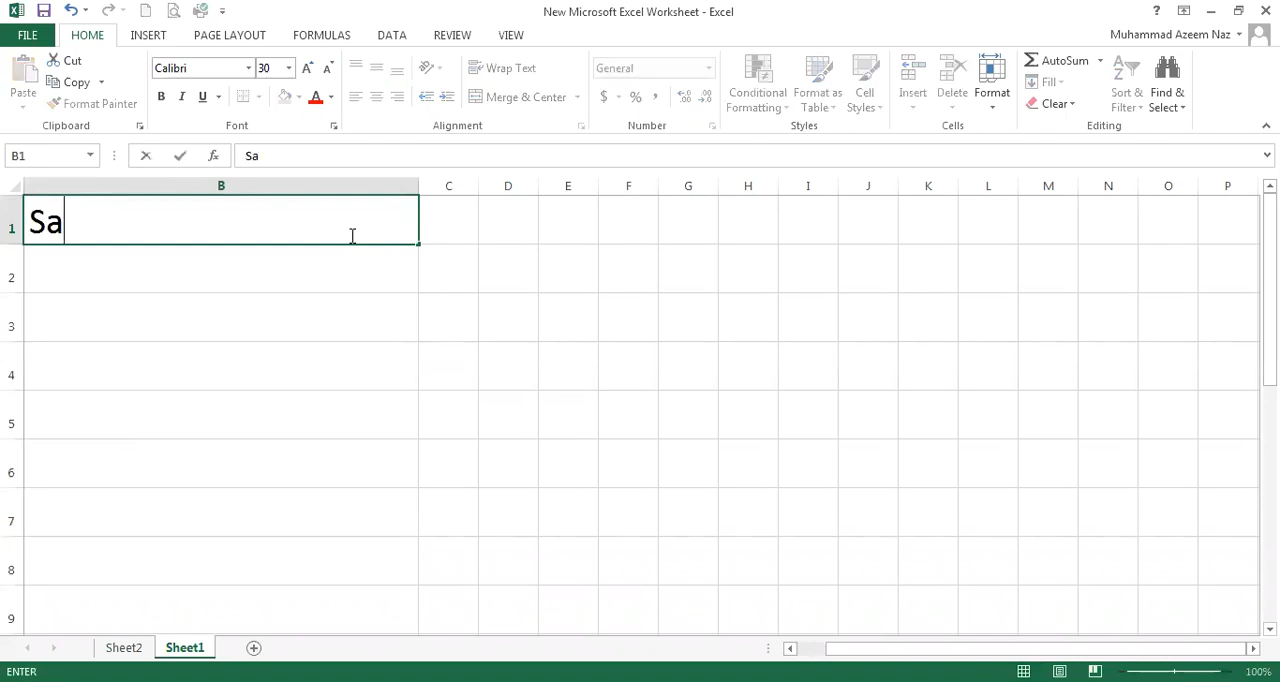 New Microsoft Excel Worksheet - Excel
?
FILE HOME INSERT PAGE LAYOUT FORMULAS DATA REVIEW VIEW
Muhammad Azeem Naz
Paste
Cut
Copy
Format Painter
Clipboard
Calibri 30
B I U A
Font
Wrap Text
Merge & Center
Alignment
General
$ % ,
Number
Conditional Formatting
Format as Table
Cell Styles
Styles
Insert
Delete
Format
Cells
AutoSum
Fill
Clear
Sort & Filter
Find & Select
Editing
B1
fx
Sa
B C D E F G H I J K L M N O P
1 Sa
2
3
4
5
6
7
8
9
Sheet2 Sheet1
ENTER
100%